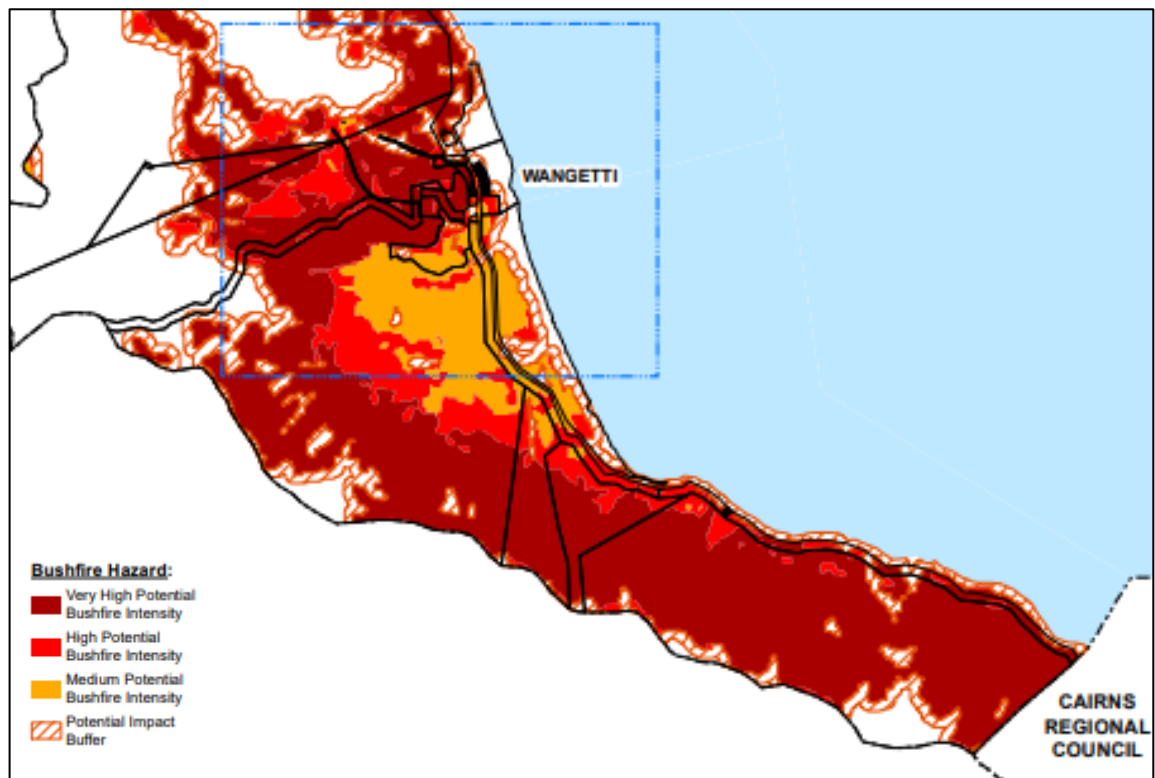 WANGETTI
Bushfire Hazard:
Very High Potential
Bushfire Intensity
High Potential
Bushfire Intensity
Medium Potential
Bushfire Intensity
Potential Impact
Buffer
CAIRNS
REGIONAL
COUNCIL